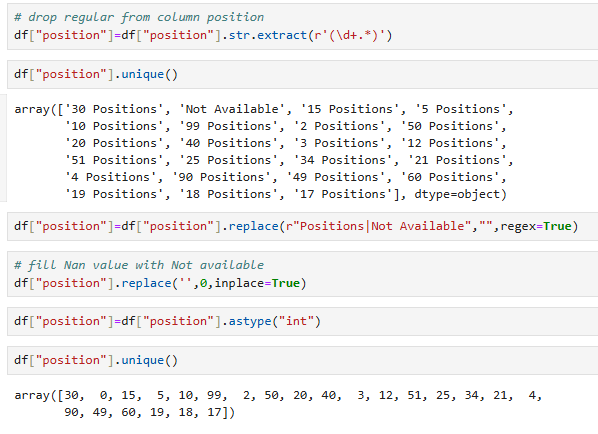 # drop regular from column position
df["position"]=df["position"].str.extract(r'(\d+.*)')
df["position"].unique()
array(['30 Positions', 'Not Available', '15 Positions', '5 Positions',
'10 Positions', '99 Positions', '2 Positions', '50 Positions',
'20 Positions', '40 Positions', '3 Positions', '12 Positions',
'51 Positions', '25 Positions', '34 Positions', '21 Positions',
'4 Positions', '90 Positions', '49 Positions', '60 Positions',
'19 Positions', '18 Positions', '17 Positions'], dtype=object)
df["position"]=df["position"].replace(r"Positions|Not Available","",regex=True)
# fill Nan value with Not available
df["position"].replace('',0,inplace=True)
df["position"]=df["position"].astype("int")
df["position"].unique()
array([30,  0, 15,  5, 10, 99,  2, 50, 20, 40,  3, 12, 51, 25, 34, 21,  4,
90, 49, 60, 19, 18, 17])